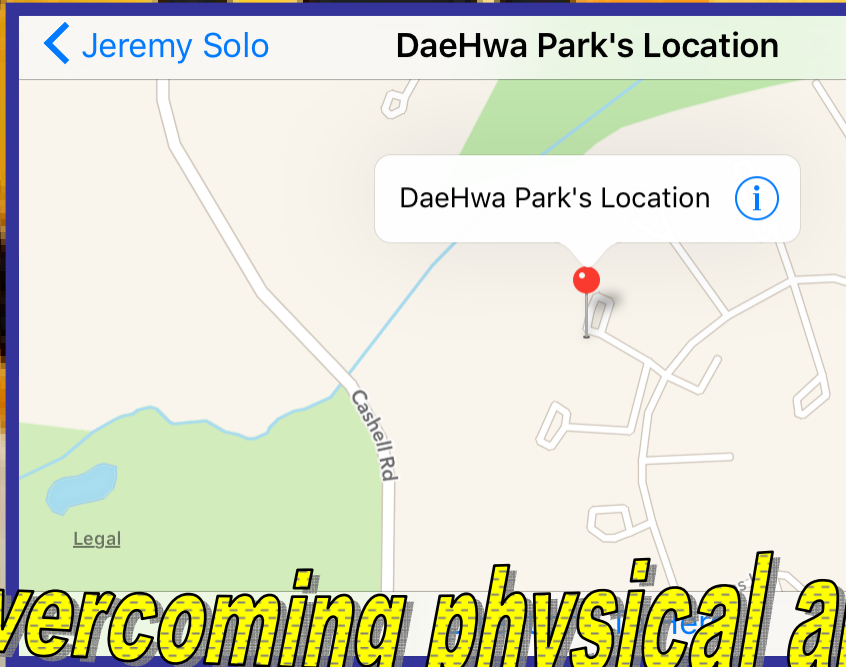 Jeremy Solo DaeHwa Park's Location
DaeHwa Park's Location
Cashell Rd
Legal
vercoming physical a